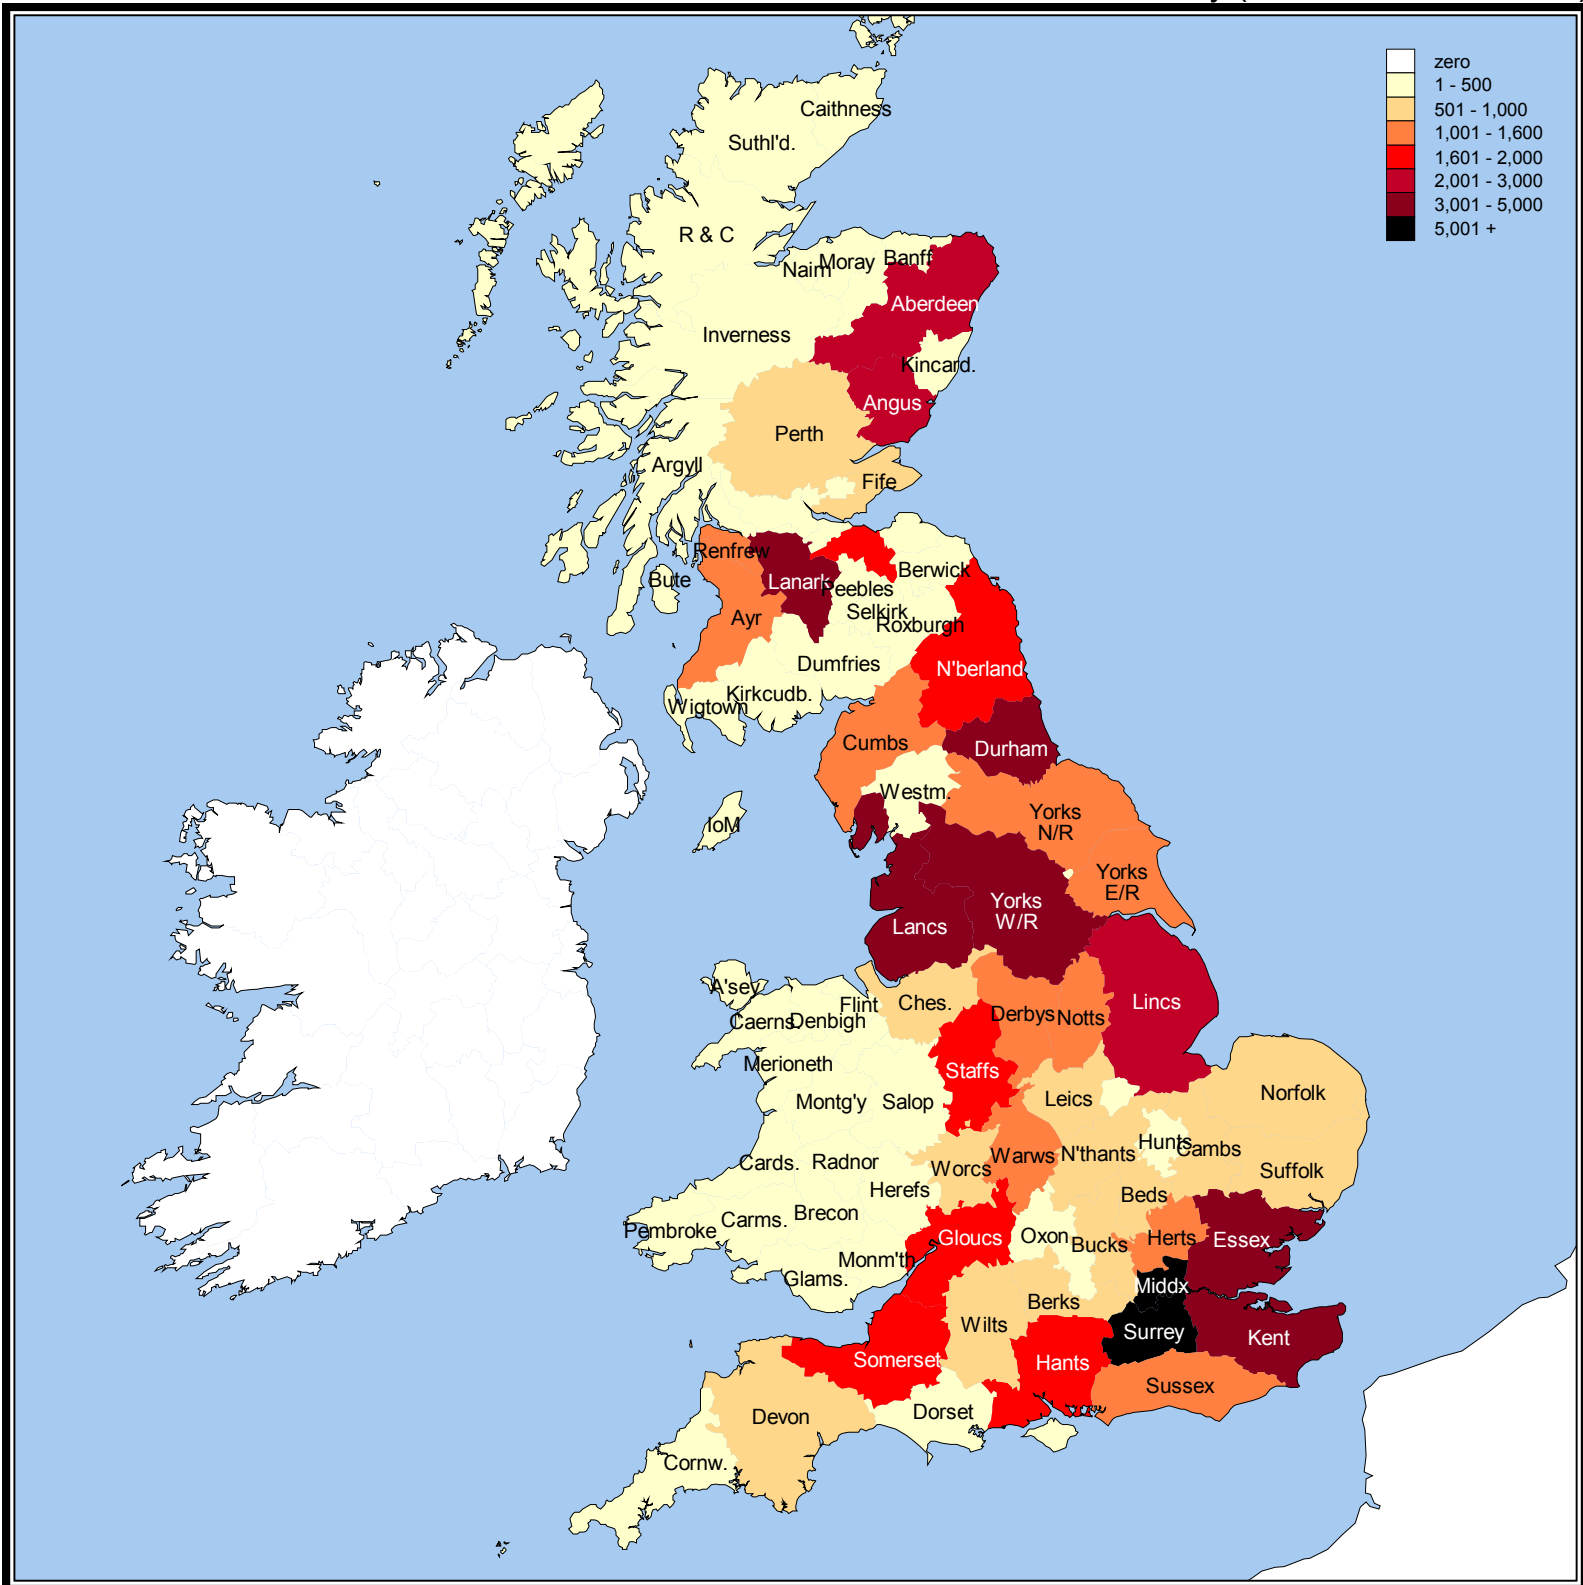 zero
1 - 500
501 - 1,000
1,001 - 1,600
1,601 - 2,000
2,001 - 3,000
3,001 - 5,000
5,001 +
Caithness
Suthl'd.
R & C
Nairn
Moray
Banff
Aberdeen
Inverness
Kincard.
Angus
Perth
Argyll
Fife
Renfrew
Lanark
Bute
Berwick
Peebles
Selkirk
Roxburgh
Ayr
Dumfries
N'berland
Kirkcudb.
Wigtown
Cumbs
Durham
Westm.
Yorks
N/R
IoM
Yorks
E/R
Yorks
W/R
Lancs
A'sey
Flint
Ches.
Lincs
Caerns.
Denbigh
Derbys
Notts
Merioneth
Staffs
Norfolk
Montg'y
Salop
Leics
Hunts
Cambs
Cards.
Radnor
Worcs
Warws
N'thants
Suffolk
Herefs
Beds
Pembroke
Carms.
Brecon
Gloucs
Oxon
Bucks
Herts
Essex
Monm'th
Glams.
Middx
Berks
Wilts
Surrey
Kent
Somerset
Hants
Sussex
Devon
Dorset
Cornw.